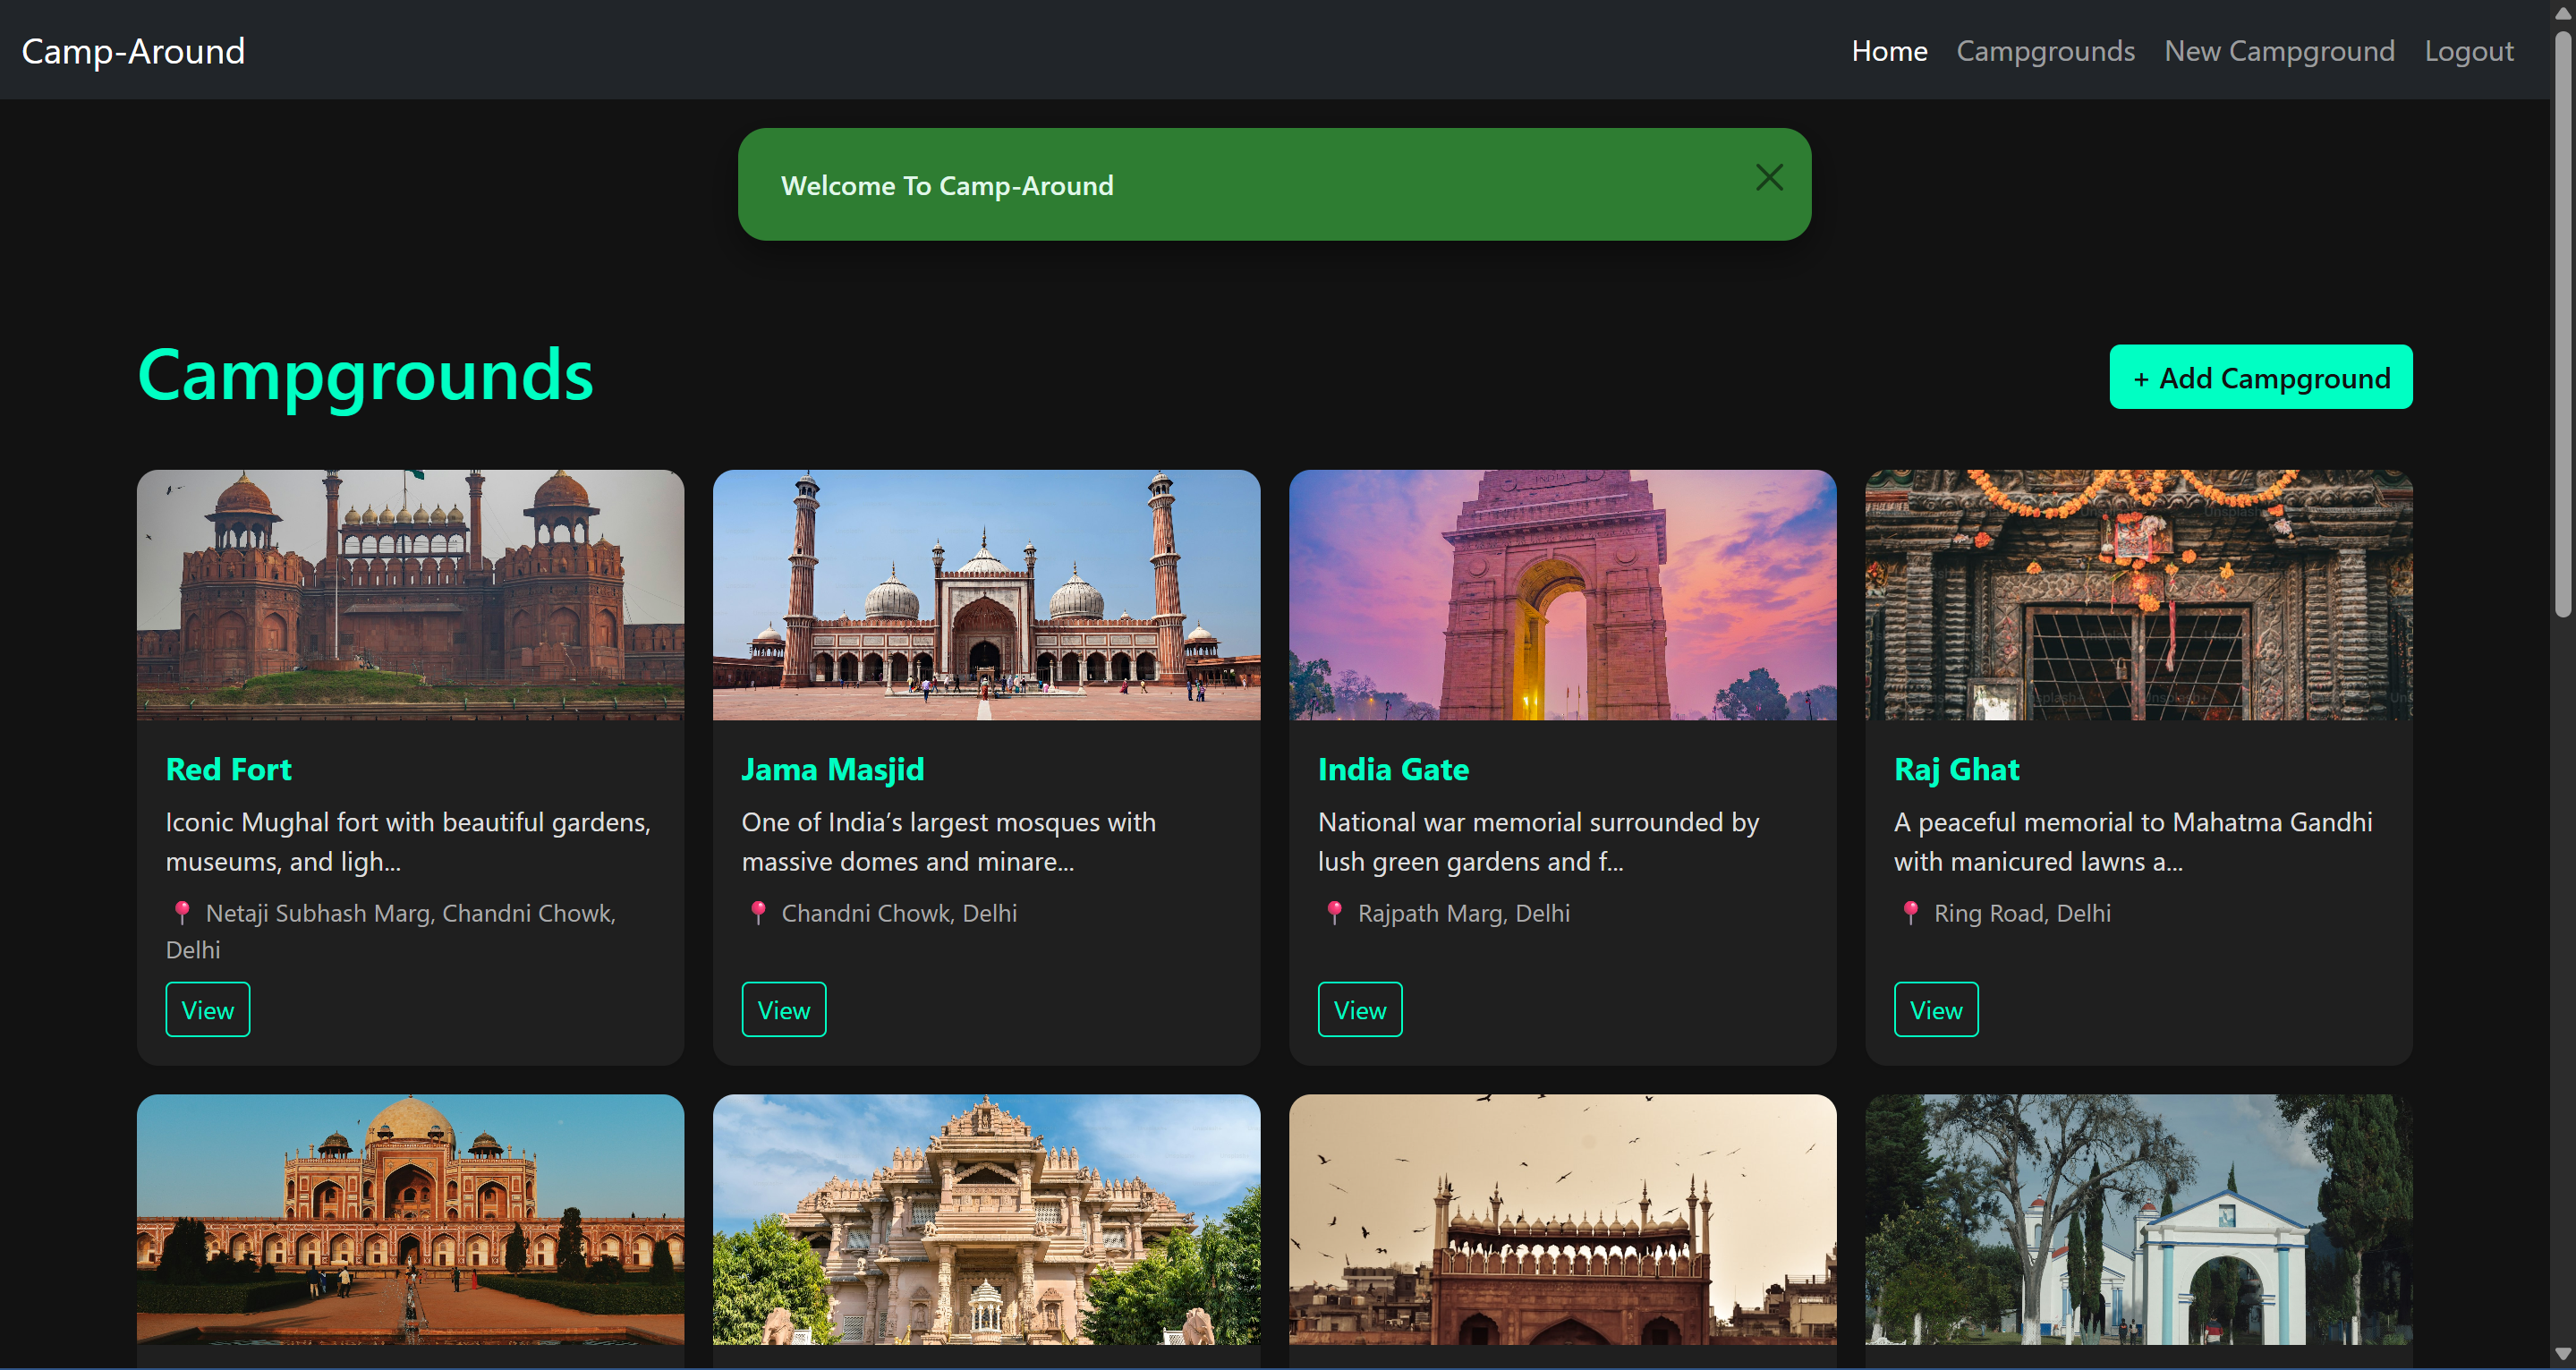 Camp-Around
Home Campgrounds New Campground Logout
Welcome To Camp-Around
Campgrounds
+ Add Campground
INDIA
Unsplash+
Red Fort
Iconic Mughal fort with beautiful gardens,
museums, and ligh...
Netaji Subhash Marg, Chandni Chowk,
Delhi
View
Jama Masjid
One of India’s largest mosques with
massive domes and minare...
Chandni Chowk, Delhi
View
India Gate
National war memorial surrounded by
lush green gardens and f...
Rajpath Marg, Delhi
View
Raj Ghat
A peaceful memorial to Mahatma Gandhi
with manicured lawns a...
Ring Road, Delhi
View